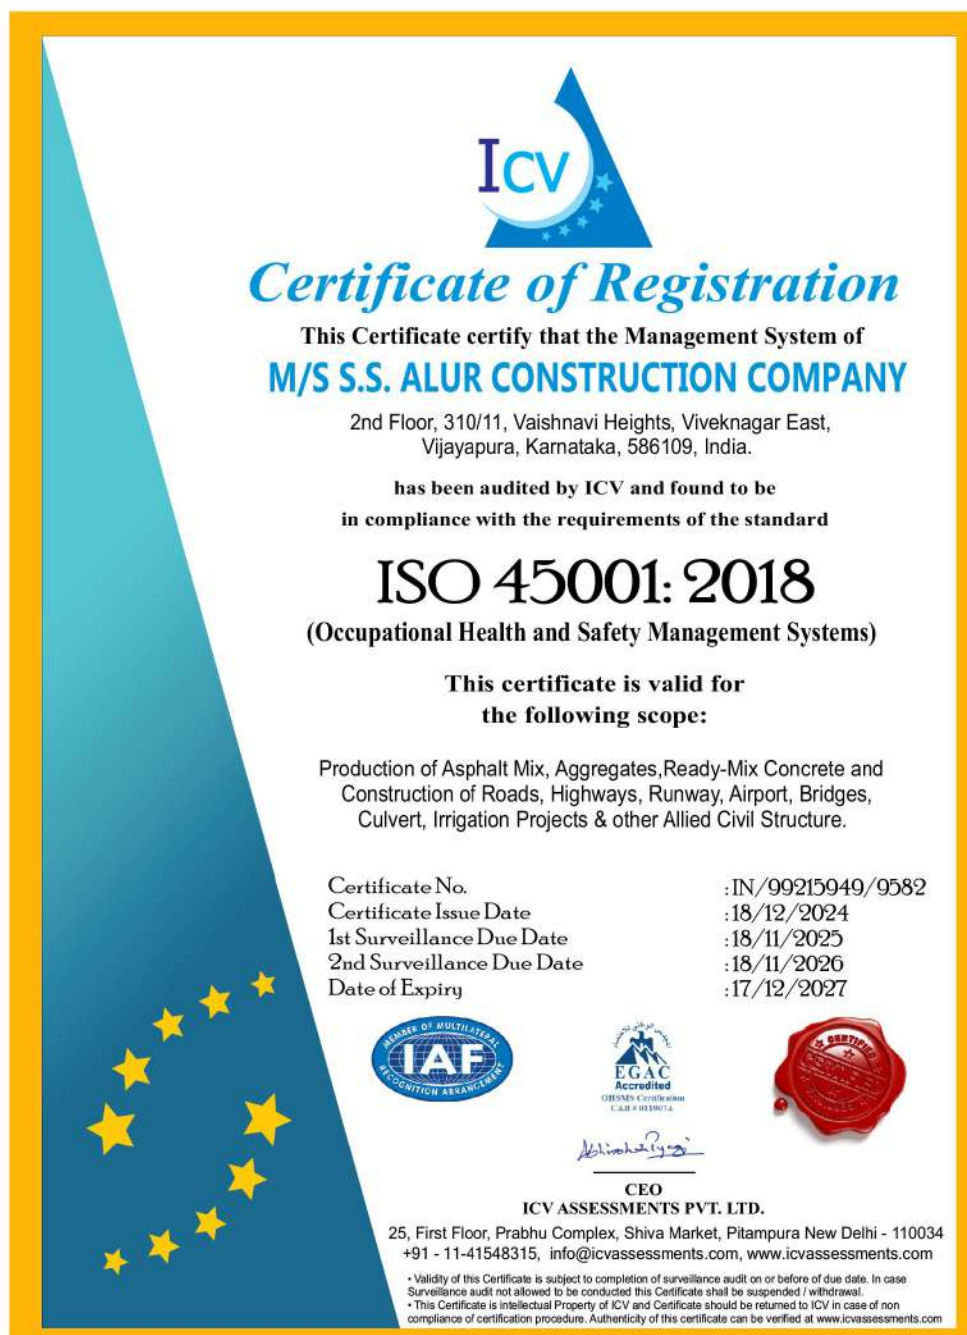 ICV
Certificate of Registration
This Certificate certify that the Management System of
M/S S.S. ALUR CONSTRUCTION COMPANY
2nd Floor, 310/11, Vaishnavi Heights, Viveknagar East,
Vijayapura, Karnataka, 586109, India.
has been audited by ICV and found to be
in compliance with the requirements of the standard
ISO 45001: 2018
(Occupational Health and Safety Management Systems)
This certificate is valid for
the following scope:
Production of Asphalt Mix, Aggregates,Ready-Mix Concrete and
Construction of Roads, Highways, Runway, Airport, Bridges,
Culvert, Irrigation Projects & other Allied Civil Structure.
Certificate No. :IN/99215949/9582
Certificate Issue Date :18/12/2024
1st Surveillance Due Date :18/11/2025
2nd Surveillance Due Date :18/11/2026
Date of Expiry :17/12/2027
MEMBER OF MULTILATERAL
IAF
RECOGNITION ARRANGEMENT
EGAC
Accredited
OHSMS Certification
CAB # 011907A
CERTIFIED
CEO
ICV ASSESSMENTS PVT. LTD.
25, First Floor, Prabhu Complex, Shiva Market, Pitampura New Delhi - 110034
+91 - 11-41548315, info@icvassessments.com, www.icvassessments.com
• Validity of this Certificate is subject to completion of surveillance audit on or before of due date. In case
Surveillance audit not allowed to be conducted this Certificate shall be suspended / withdrawal.
• This Certificate is intellectual Property of ICV and Certificate should be returned to ICV in case of non
compliance of certification procedure. Authenticity of this certificate can be verified at www.icvassessments.com